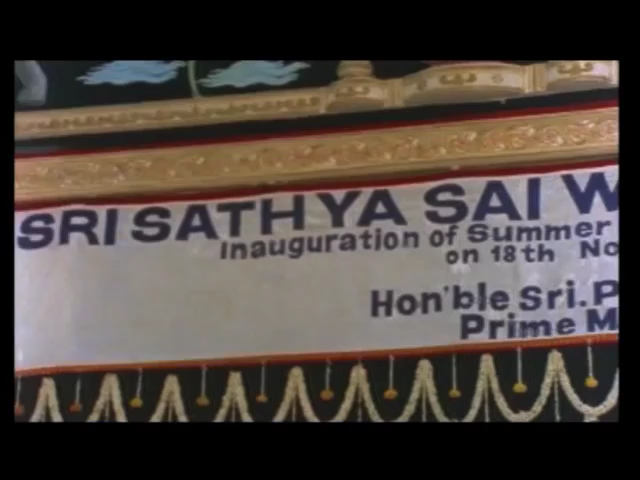 SRI SATHYA SAI W
Inauguration of Summer
on 18th No
Hon'ble Sri. P
Prime M